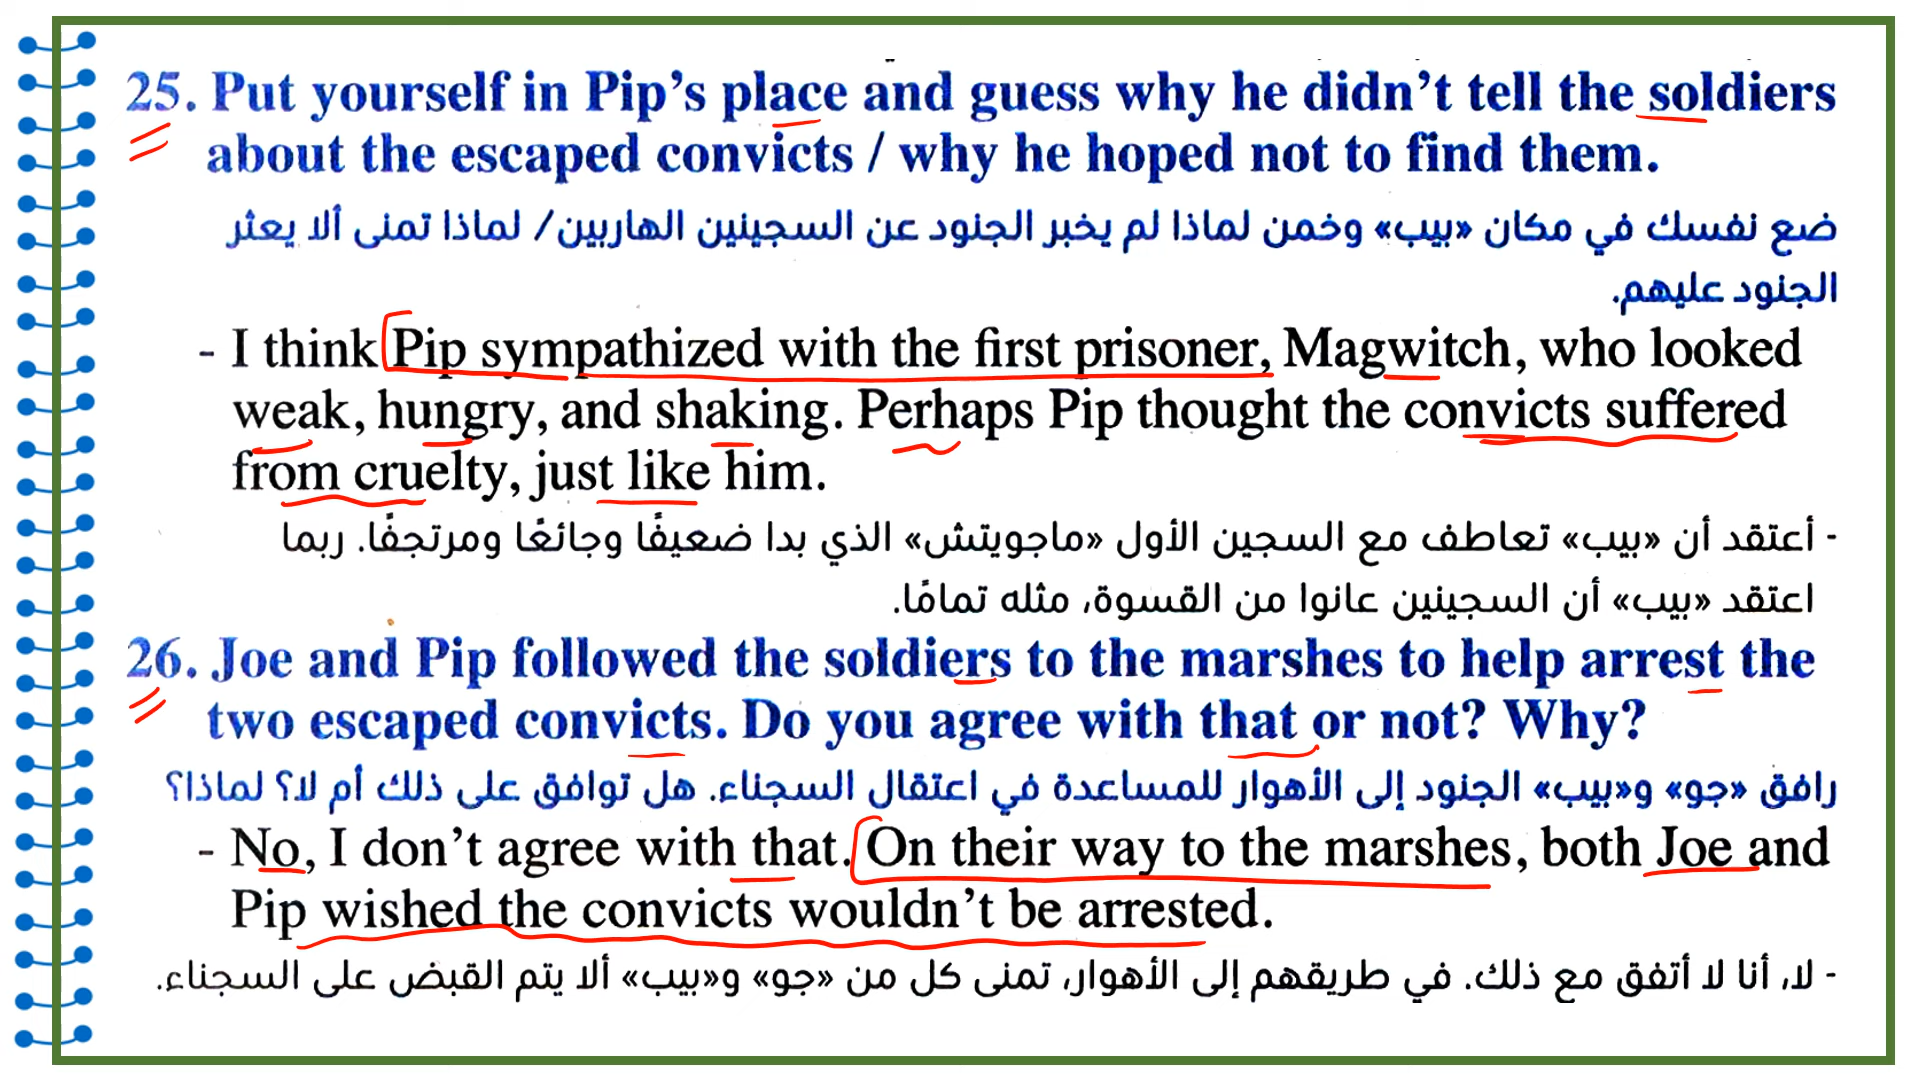 25. Put yourself in Pip’s place and guess why he didn’t tell the soldiers
about the escaped convicts / why he hoped not to find them.
ضع نفسك في مكان «بيب» وخمن لماذا لم يخبر الجنود عن السجينين الهاربين/ لماذا تمنى ألا يعثر
الجنود عليهم.
- I think Pip sympathized with the first prisoner, Magwitch, who looked
weak, hungry, and shaking. Perhaps Pip thought the convicts suffered
from cruelty, just like him.
- أعتقد أن «بيب» تعاطف مع السجين الأول «ماجويتش» الذي بدا ضعيفًا وجائعًا ومرتجفًا. ربما
اعتقد «بيب» أن السجينين عانوا من القسوة، مثله تمامًا.
26. Joe and Pip followed the soldiers to the marshes to help arrest the
two escaped convicts. Do you agree with that or not? Why?
رافق «جو» و«بيب» الجنود إلى الأهوار للمساعدة في اعتقال السجناء. هل توافق على ذلك أم لا؟ لماذا؟
- No, I don’t agree with that. On their way to the marshes, both Joe and
Pip wished the convicts wouldn’t be arrested.
- لا، أنا لا أتفق مع ذلك. في طريقهم إلى الأهوار، تمنى كل من «جو» و«بيب» ألا يتم القبض على السجناء.